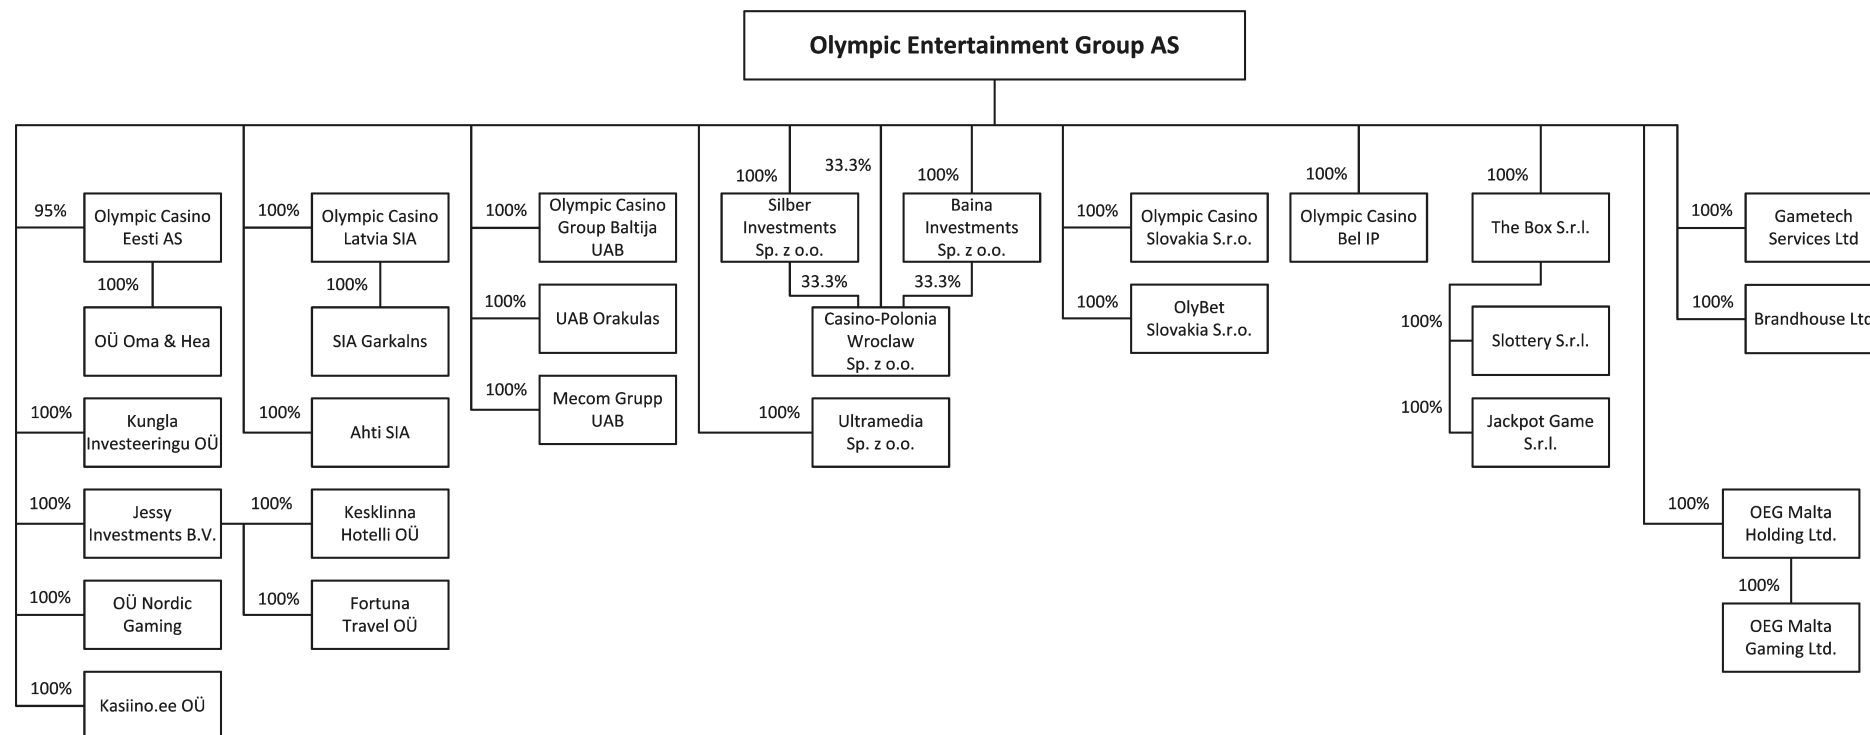 Olympic Entertainment Group AS
95%
Olympic Casino
Eesti AS
100%
OÜ Oma & Hea
100%
Kungla
Investeeringu OÜ
100%
Jessy
Investments B.V.
100%
Kesklinna
Hotelli OÜ
100%
Fortuna
Travel OÜ
100%
OÜ Nordic
Gaming
100%
Kasiino.ee OÜ
100%
Olympic Casino
Latvia SIA
100%
SIA Garkalns
100%
Ahti SIA
100%
Olympic Casino
Group Baltija
UAB
100%
UAB Orakulas
100%
Mecom Grupp
UAB
100%
Silber
Investments
Sp. z o.o.
33.3%
33.3%
100%
Baina
Investments
Sp. z o.o.
33.3%
Casino-Polonia
Wroclaw
Sp. z o.o.
100%
Ultramedia
Sp. z o.o.
100%
Olympic Casino
Slovakia S.r.o.
100%
OlyBet
Slovakia S.r.o.
100%
Olympic Casino
Bel IP
100%
The Box S.r.l.
100%
Slottery S.r.l.
100%
Jackpot Game
S.r.l.
100%
Gametech
Services Ltd
100%
Brandhouse Ltd
100%
OEG Malta
Holding Ltd.
100%
OEG Malta
Gaming Ltd.